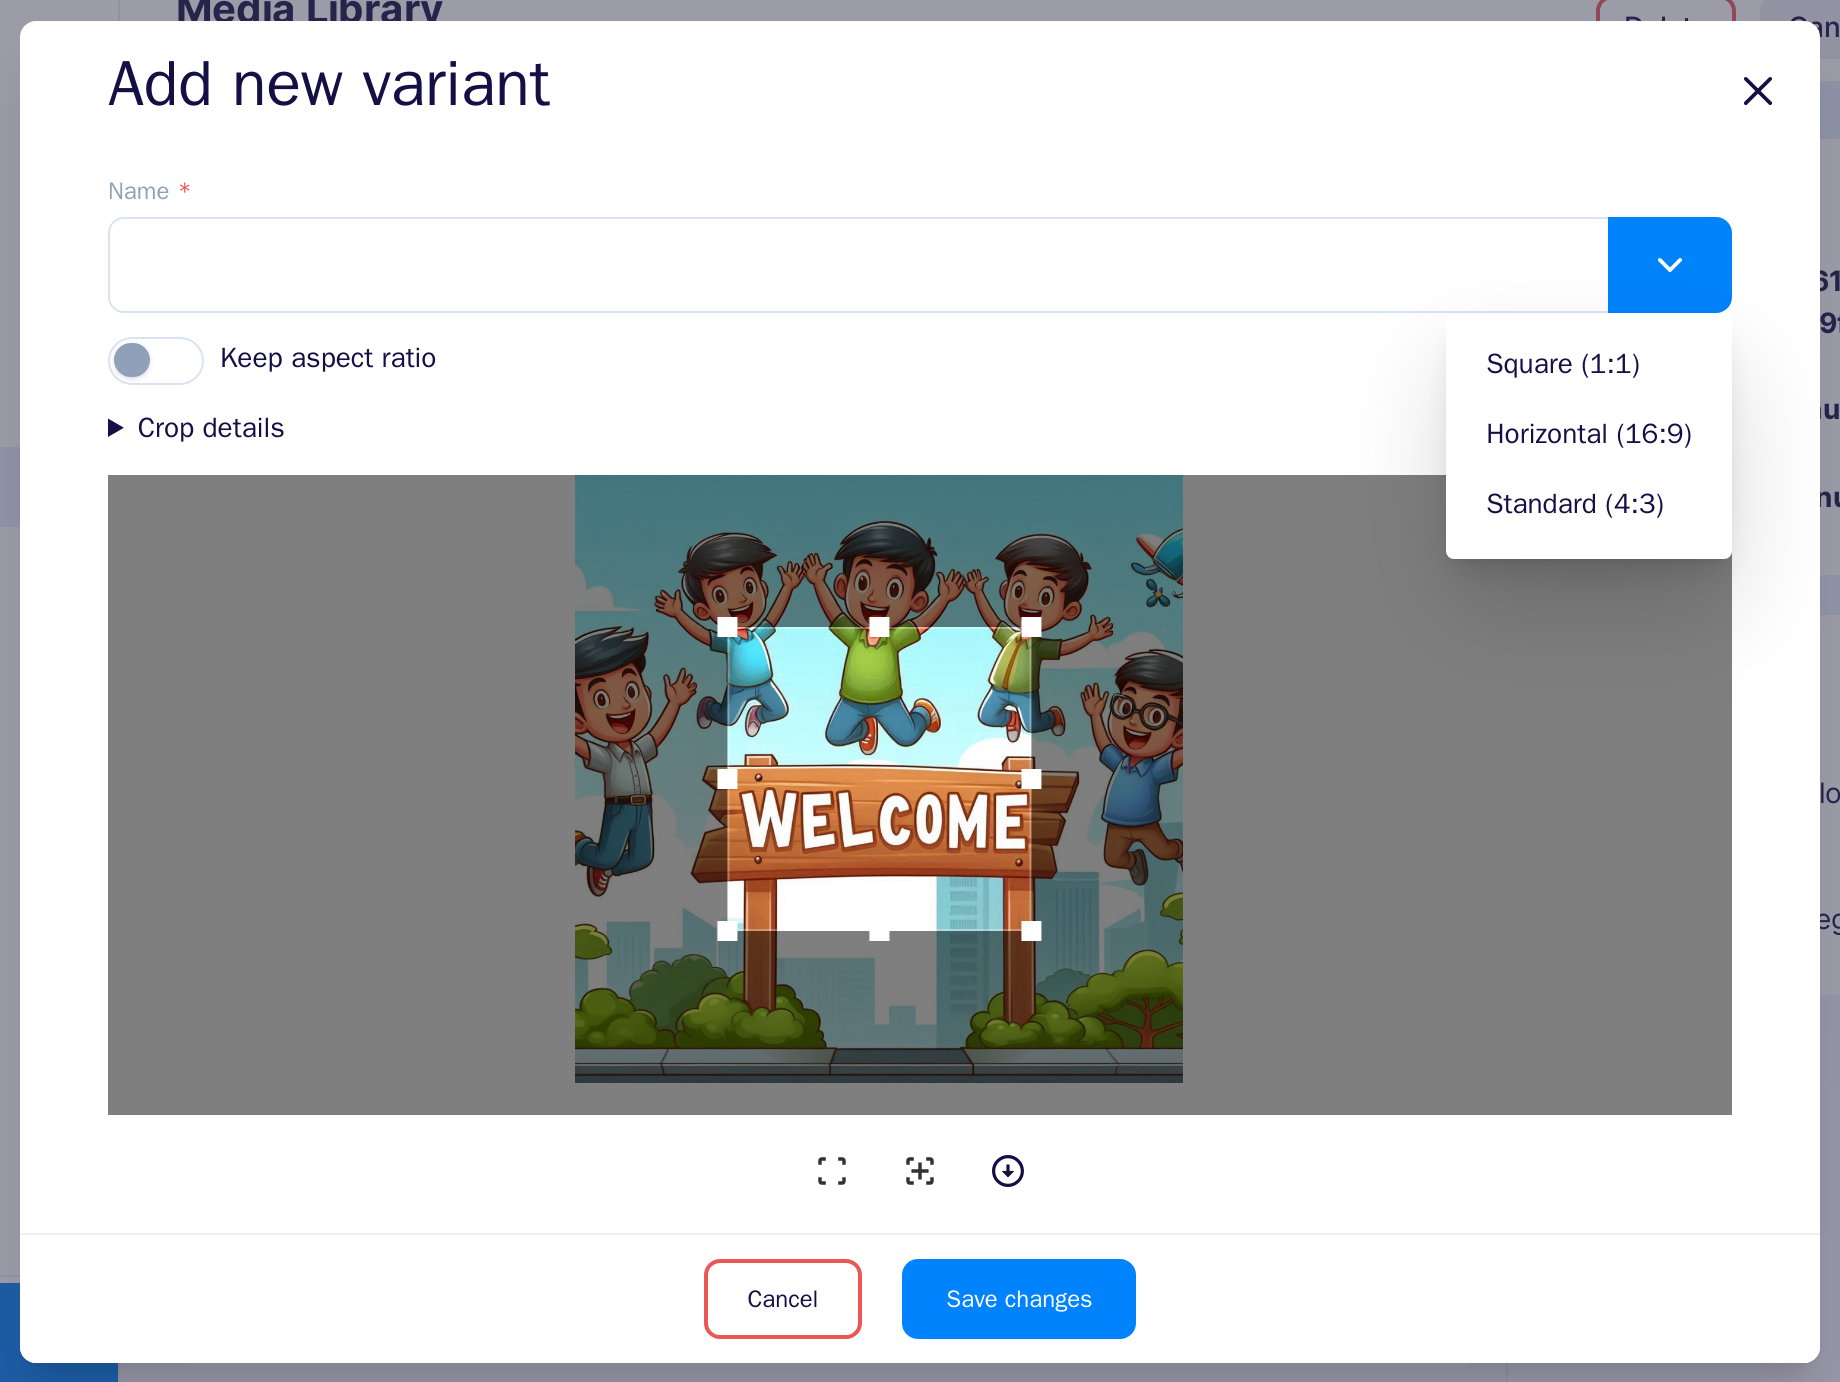 Media Library
Add new variant
Name *
Keep aspect ratio
Square (1:1)
Crop details
Horizontal (16:9)
Standard (4:3)
WELCOME
Cancel
Save changes